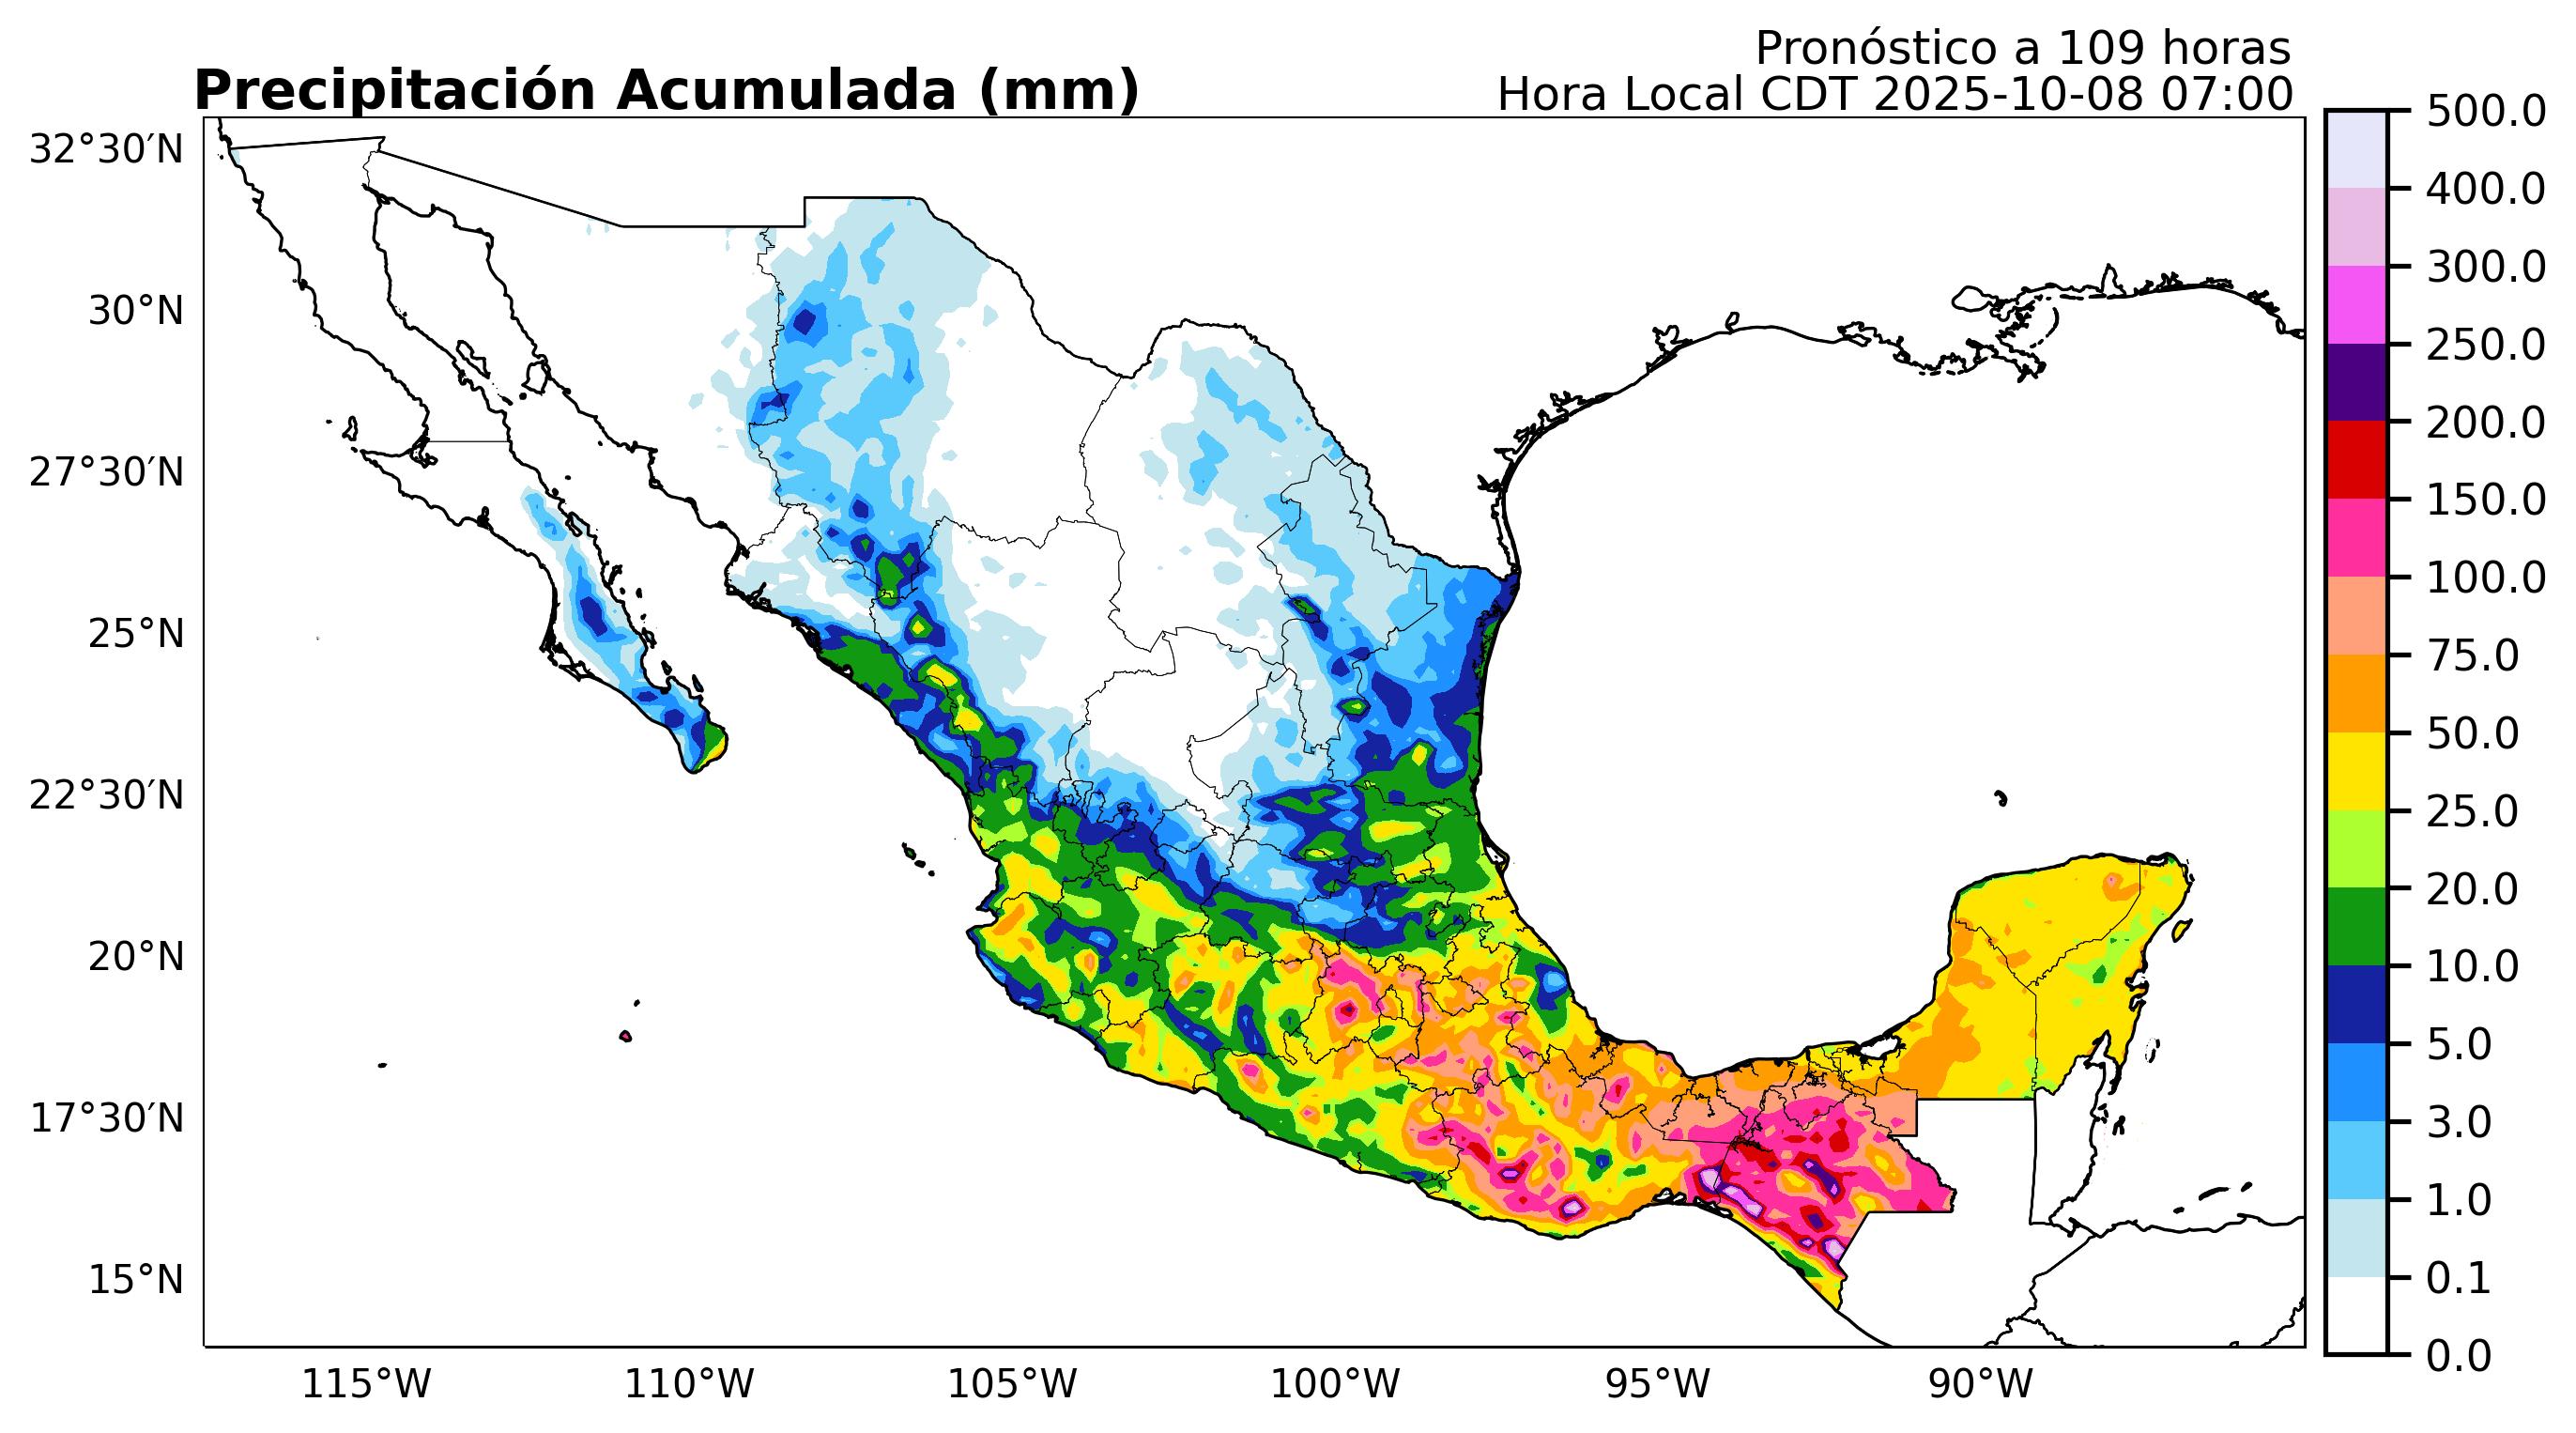 Pronóstico a 109 horas
Precipitación Acumulada (mm)
Hora Local CDT 2025-10-08 07:00
32°30′N
30°N
27°30′N
25°N
22°30′N
20°N
17°30′N
15°N
115°W
110°W
105°W
100°W
95°W
90°W
500.0
400.0
300.0
250.0
200.0
150.0
100.0
75.0
50.0
25.0
20.0
10.0
5.0
3.0
1.0
0.1
0.0